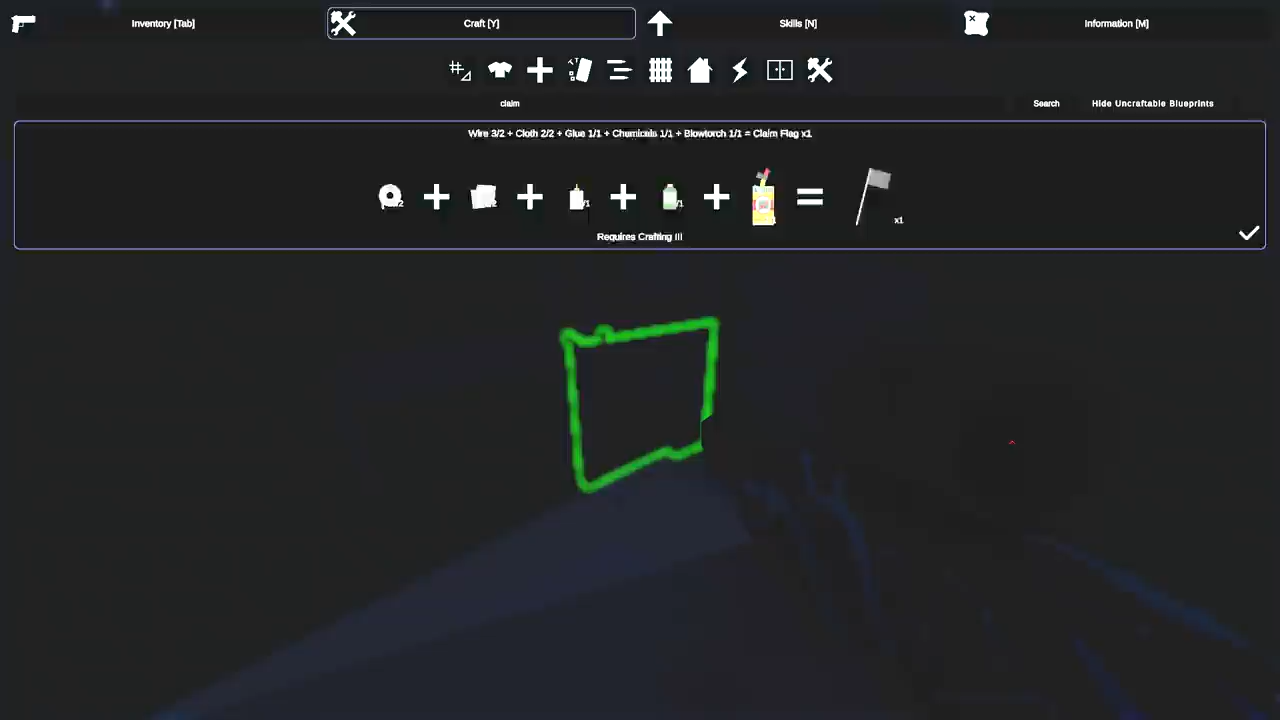 Inventory [Tab]
Craft [Y]
Skills [N]
Information [M]
claim
Search
Hide Uncraftable Blueprints
Wire 3/2 + Cloth 2/2 + Glue 1/1 + Chemicals 1/1 + Blowtorch 1/1 = Claim Flag x1
x1
Requires Crafting III